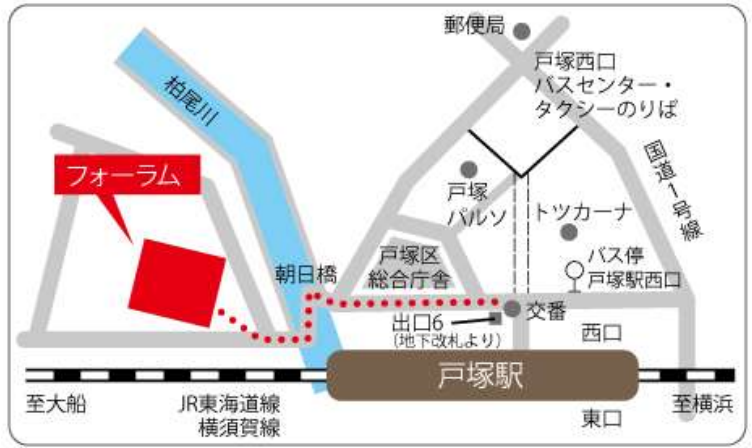 郵便局
戸塚西口
バスセンター・
タクシーのりば
柏尾川
国道1号線
フォーラム
戸塚
パルソ
トツカーナ
戸塚区
総合庁舎
バス停
戸塚駅西口
朝日橋
交番
出口6
(地下改札より)
西口
戸塚駅
至大船
JR東海道線
横須賀線
至横浜
東口